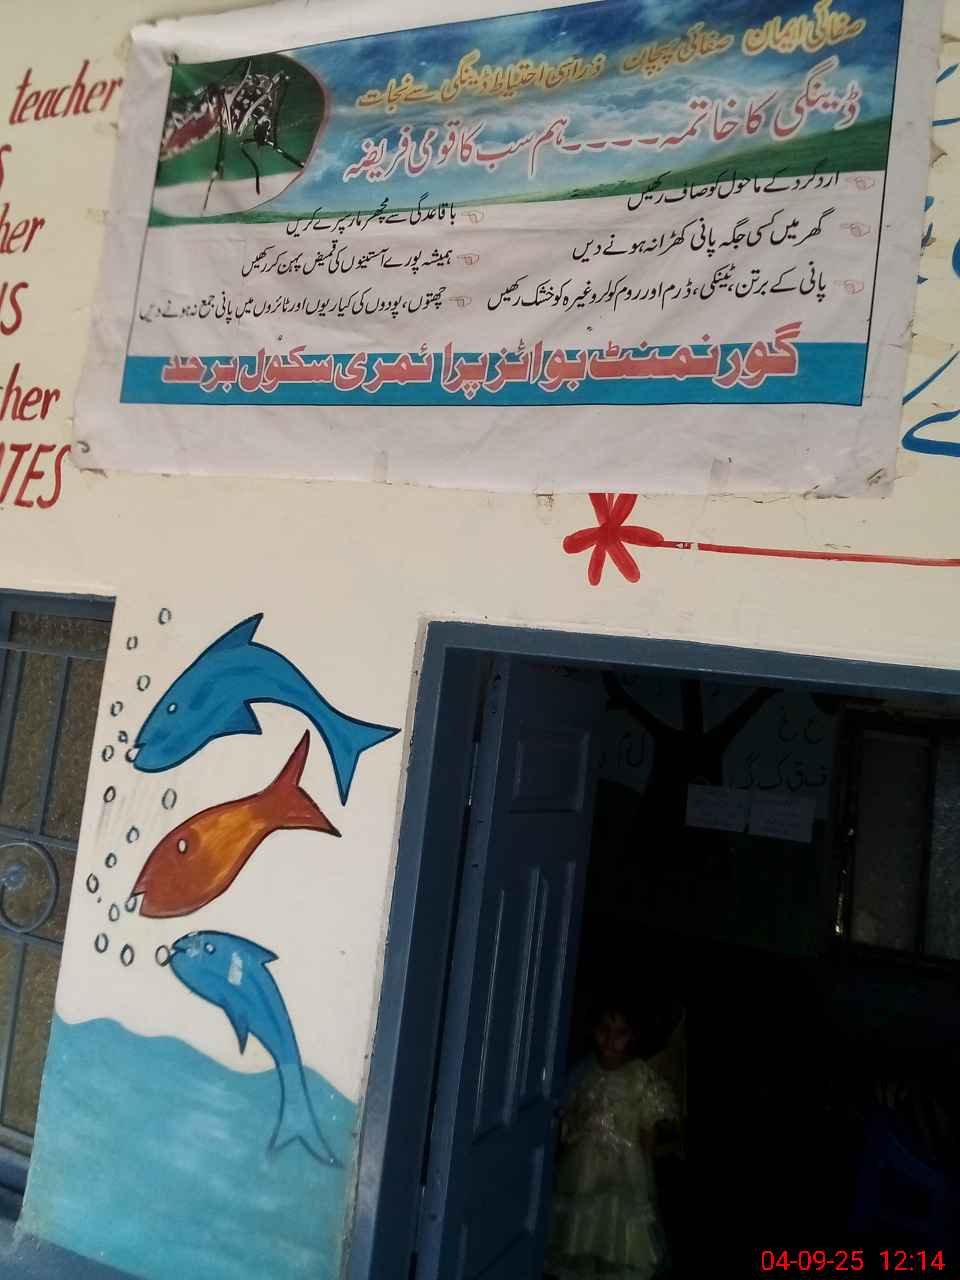 صفائی ایمان صفائی پہچان ذرا سی احتیاط ڈینگی سے نجات
ڈینگی کا خاتمہ۔۔۔۔ہم سب کا قومی فریضہ
اردگرد کے ماحول کو صاف رکھیں
باقاعدگی سے مچھر مار سپرے کریں
گھر میں کسی جگہ پانی کھڑا نہ ہونے دیں
ہمیشہ پورے آستینوں کی قمیض پہن کر رکھیں
پانی کے برتن، ٹینکی، ڈرم اور روم کولر وغیرہ کو خشک رکھیں
چھتوں، پودوں کی کیاریوں اور ٹائروں میں پانی جمع نہ ہونے دیں
گورنمنٹ بوائز پرائمری سکول برحد
teacher
S
her
US
cher
ATES
ع غ
ف ق ک گ
ل م
04-09-25 12:14